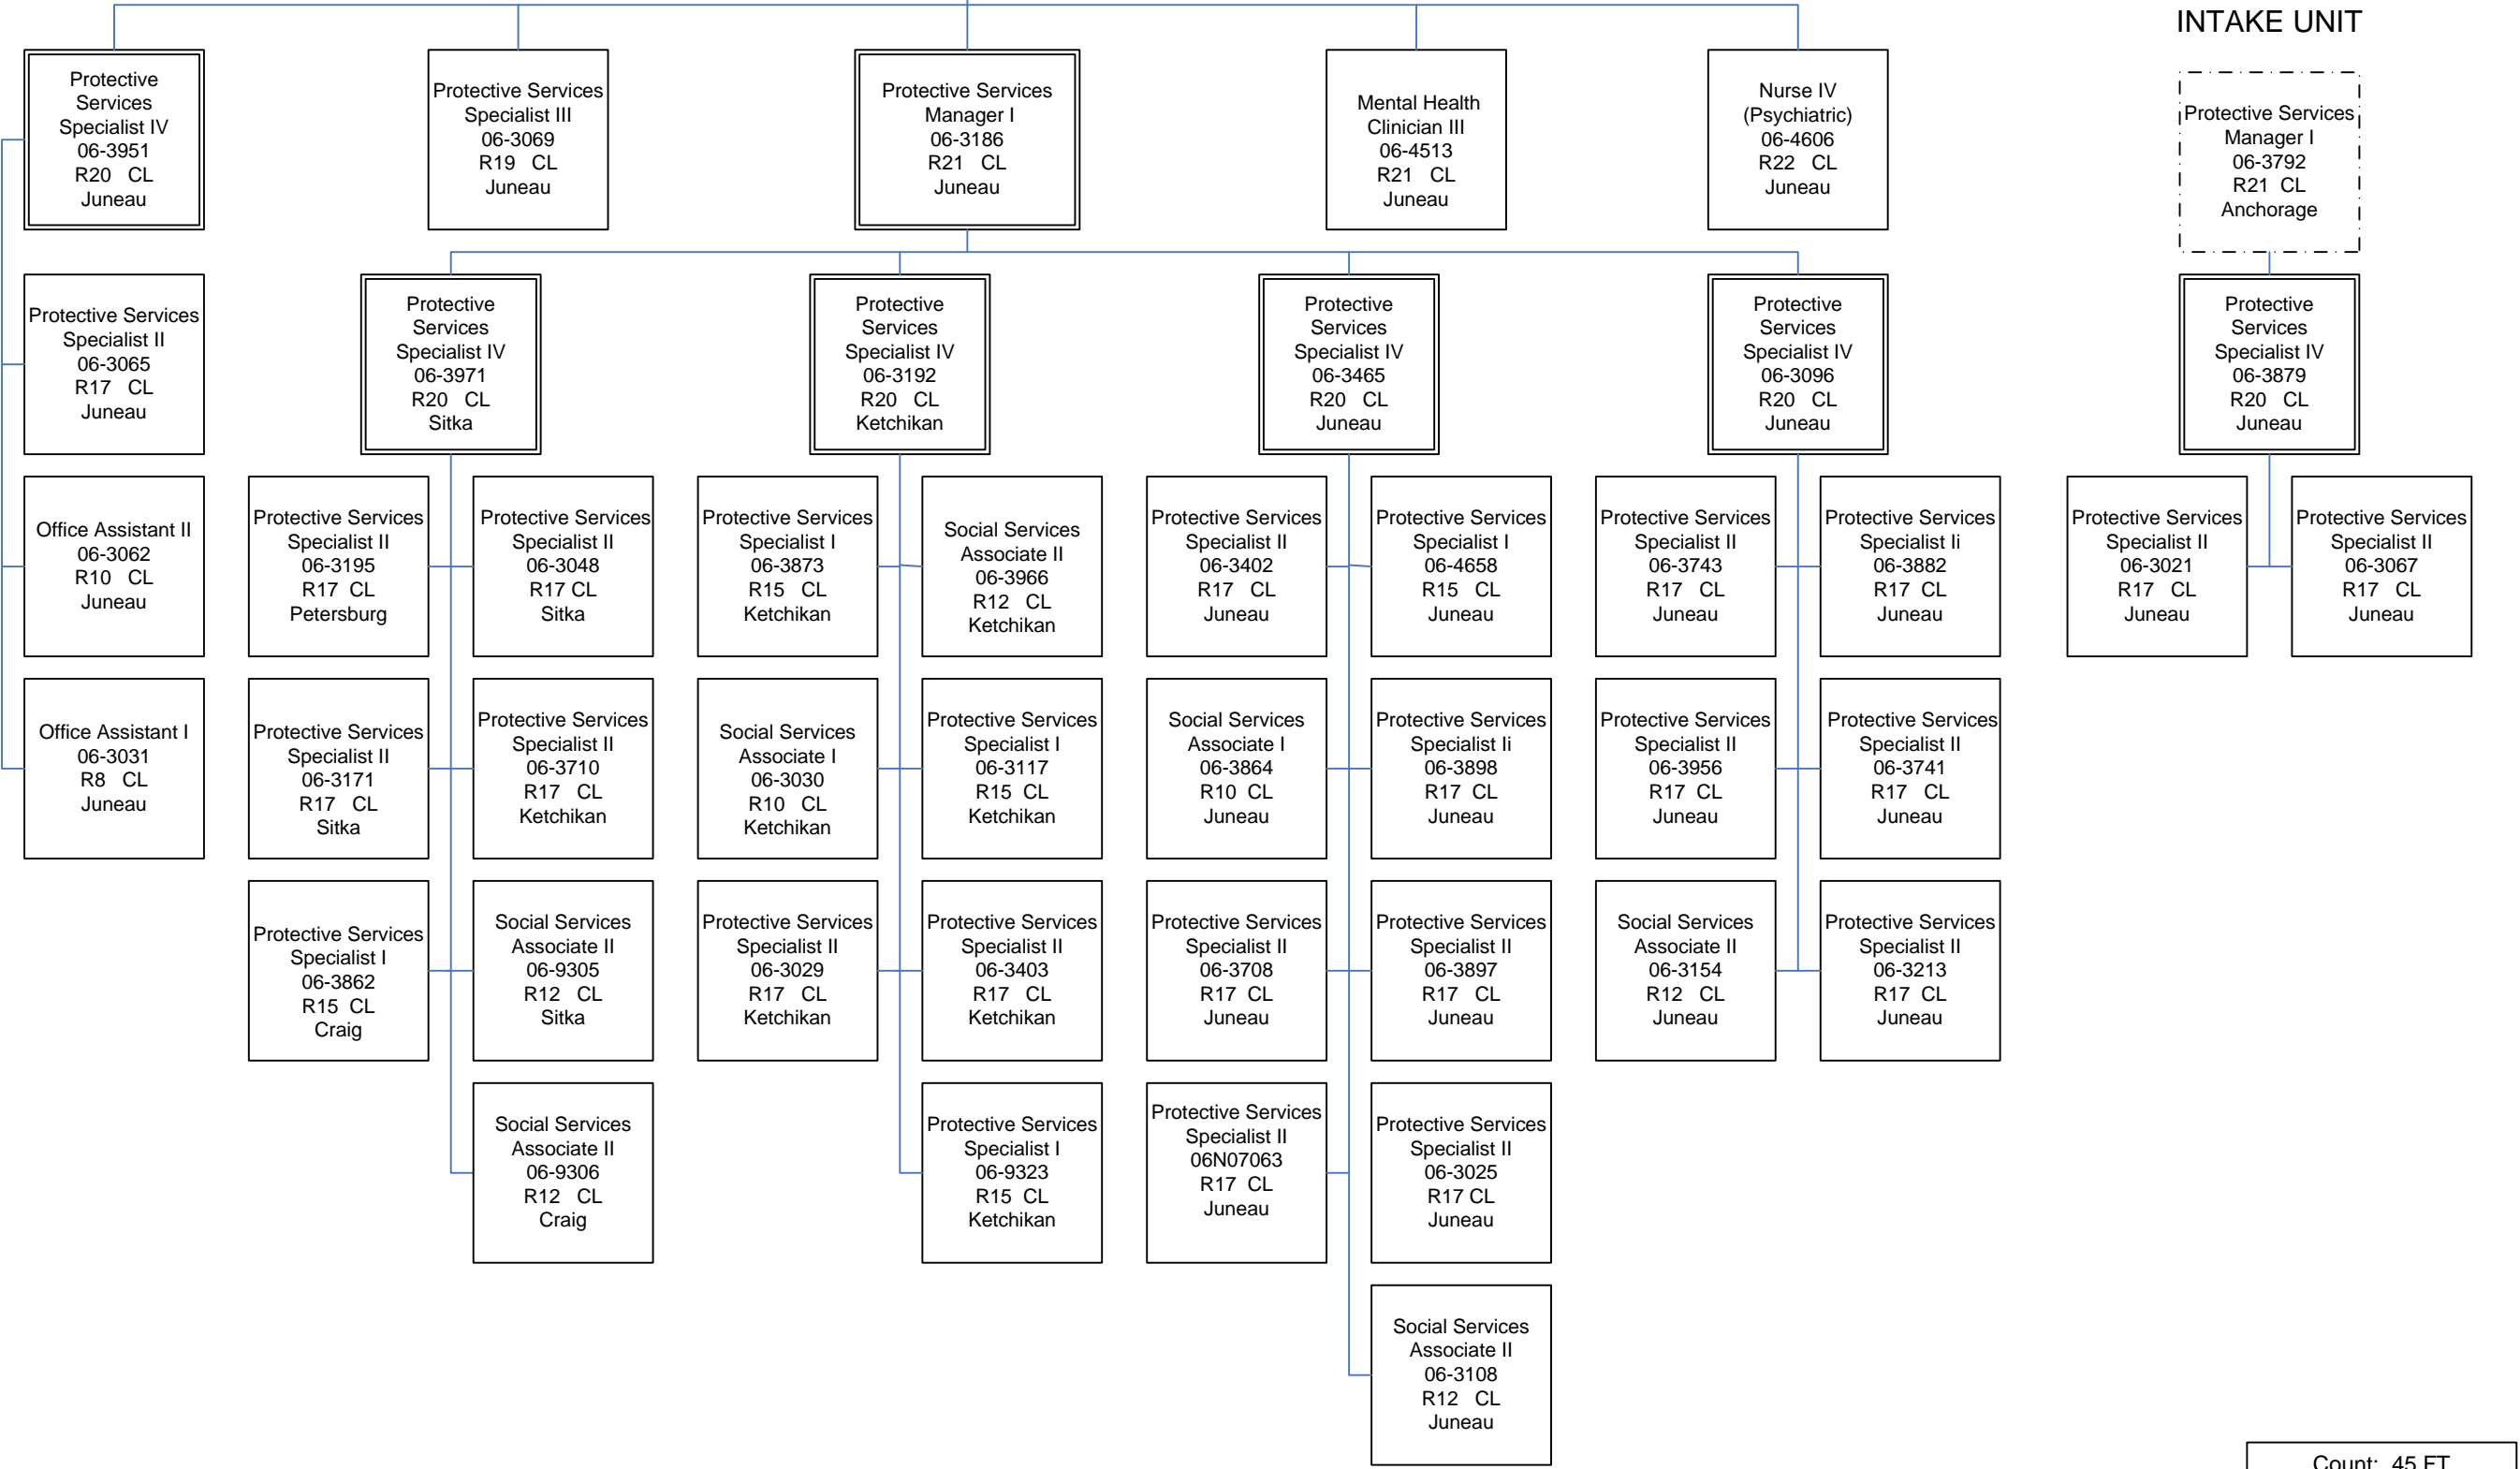 INTAKE UNIT
Protective
Services
Specialist IV
06-3951
R20 CL
Juneau
Protective Services
Specialist III
06-3069
R19 CL
Juneau
Protective Services
Manager I
06-3186
R21 CL
Juneau
Mental Health
Clinician III
06-4513
R21 CL
Juneau
Nurse IV
(Psychiatric)
06-4606
R22 CL
Juneau
Protective Services
Manager I
06-3792
R21 CL
Anchorage
Protective Services
Specialist II
06-3065
R17 CL
Juneau
Protective
Services
Specialist IV
06-3971
R20 CL
Sitka
Protective
Services
Specialist IV
06-3192
R20 CL
Ketchikan
Protective
Services
Specialist IV
06-3465
R20 CL
Juneau
Protective
Services
Specialist IV
06-3096
R20 CL
Juneau
Protective
Services
Specialist IV
06-3879
R20 CL
Juneau
Office Assistant II
06-3062
R10 CL
Juneau
Protective Services
Specialist II
06-3195
R17 CL
Petersburg
Protective Services
Specialist II
06-3048
R17 CL
Sitka
Protective Services
Specialist I
06-3873
R15 CL
Ketchikan
Social Services
Associate II
06-3966
R12 CL
Ketchikan
Protective Services
Specialist II
06-3402
R17 CL
Juneau
Protective Services
Specialist I
06-4658
R15 CL
Juneau
Protective Services
Specialist II
06-3743
R17 CL
Juneau
Protective Services
Specialist Ii
06-3882
R17 CL
Juneau
Protective Services
Specialist II
06-3021
R17 CL
Juneau
Protective Services
Specialist II
06-3067
R17 CL
Juneau
Office Assistant I
06-3031
R8 CL
Juneau
Protective Services
Specialist II
06-3171
R17 CL
Sitka
Protective Services
Specialist II
06-3710
R17 CL
Ketchikan
Social Services
Associate I
06-3030
R10 CL
Ketchikan
Protective Services
Specialist I
06-3117
R15 CL
Ketchikan
Social Services
Associate I
06-3864
R10 CL
Juneau
Protective Services
Specialist Ii
06-3898
R17 CL
Juneau
Protective Services
Specialist II
06-3956
R17 CL
Juneau
Protective Services
Specialist II
06-3741
R17 CL
Juneau
Protective Services
Specialist I
06-3862
R15 CL
Craig
Social Services
Associate II
06-9305
R12 CL
Sitka
Protective Services
Specialist II
06-3029
R17 CL
Ketchikan
Protective Services
Specialist II
06-3403
R17 CL
Ketchikan
Protective Services
Specialist II
06-3708
R17 CL
Juneau
Protective Services
Specialist II
06-3897
R17 CL
Juneau
Social Services
Associate II
06-3154
R12 CL
Juneau
Protective Services
Specialist II
06-3213
R17 CL
Juneau
Social Services
Associate II
06-9306
R12 CL
Craig
Protective Services
Specialist I
06-9323
R15 CL
Ketchikan
Protective Services
Specialist II
06N07063
R17 CL
Juneau
Protective Services
Specialist II
06-3025
R17 CL
Juneau
Social Services
Associate II
06-3108
R12 CL
Juneau
Count: 45 FT